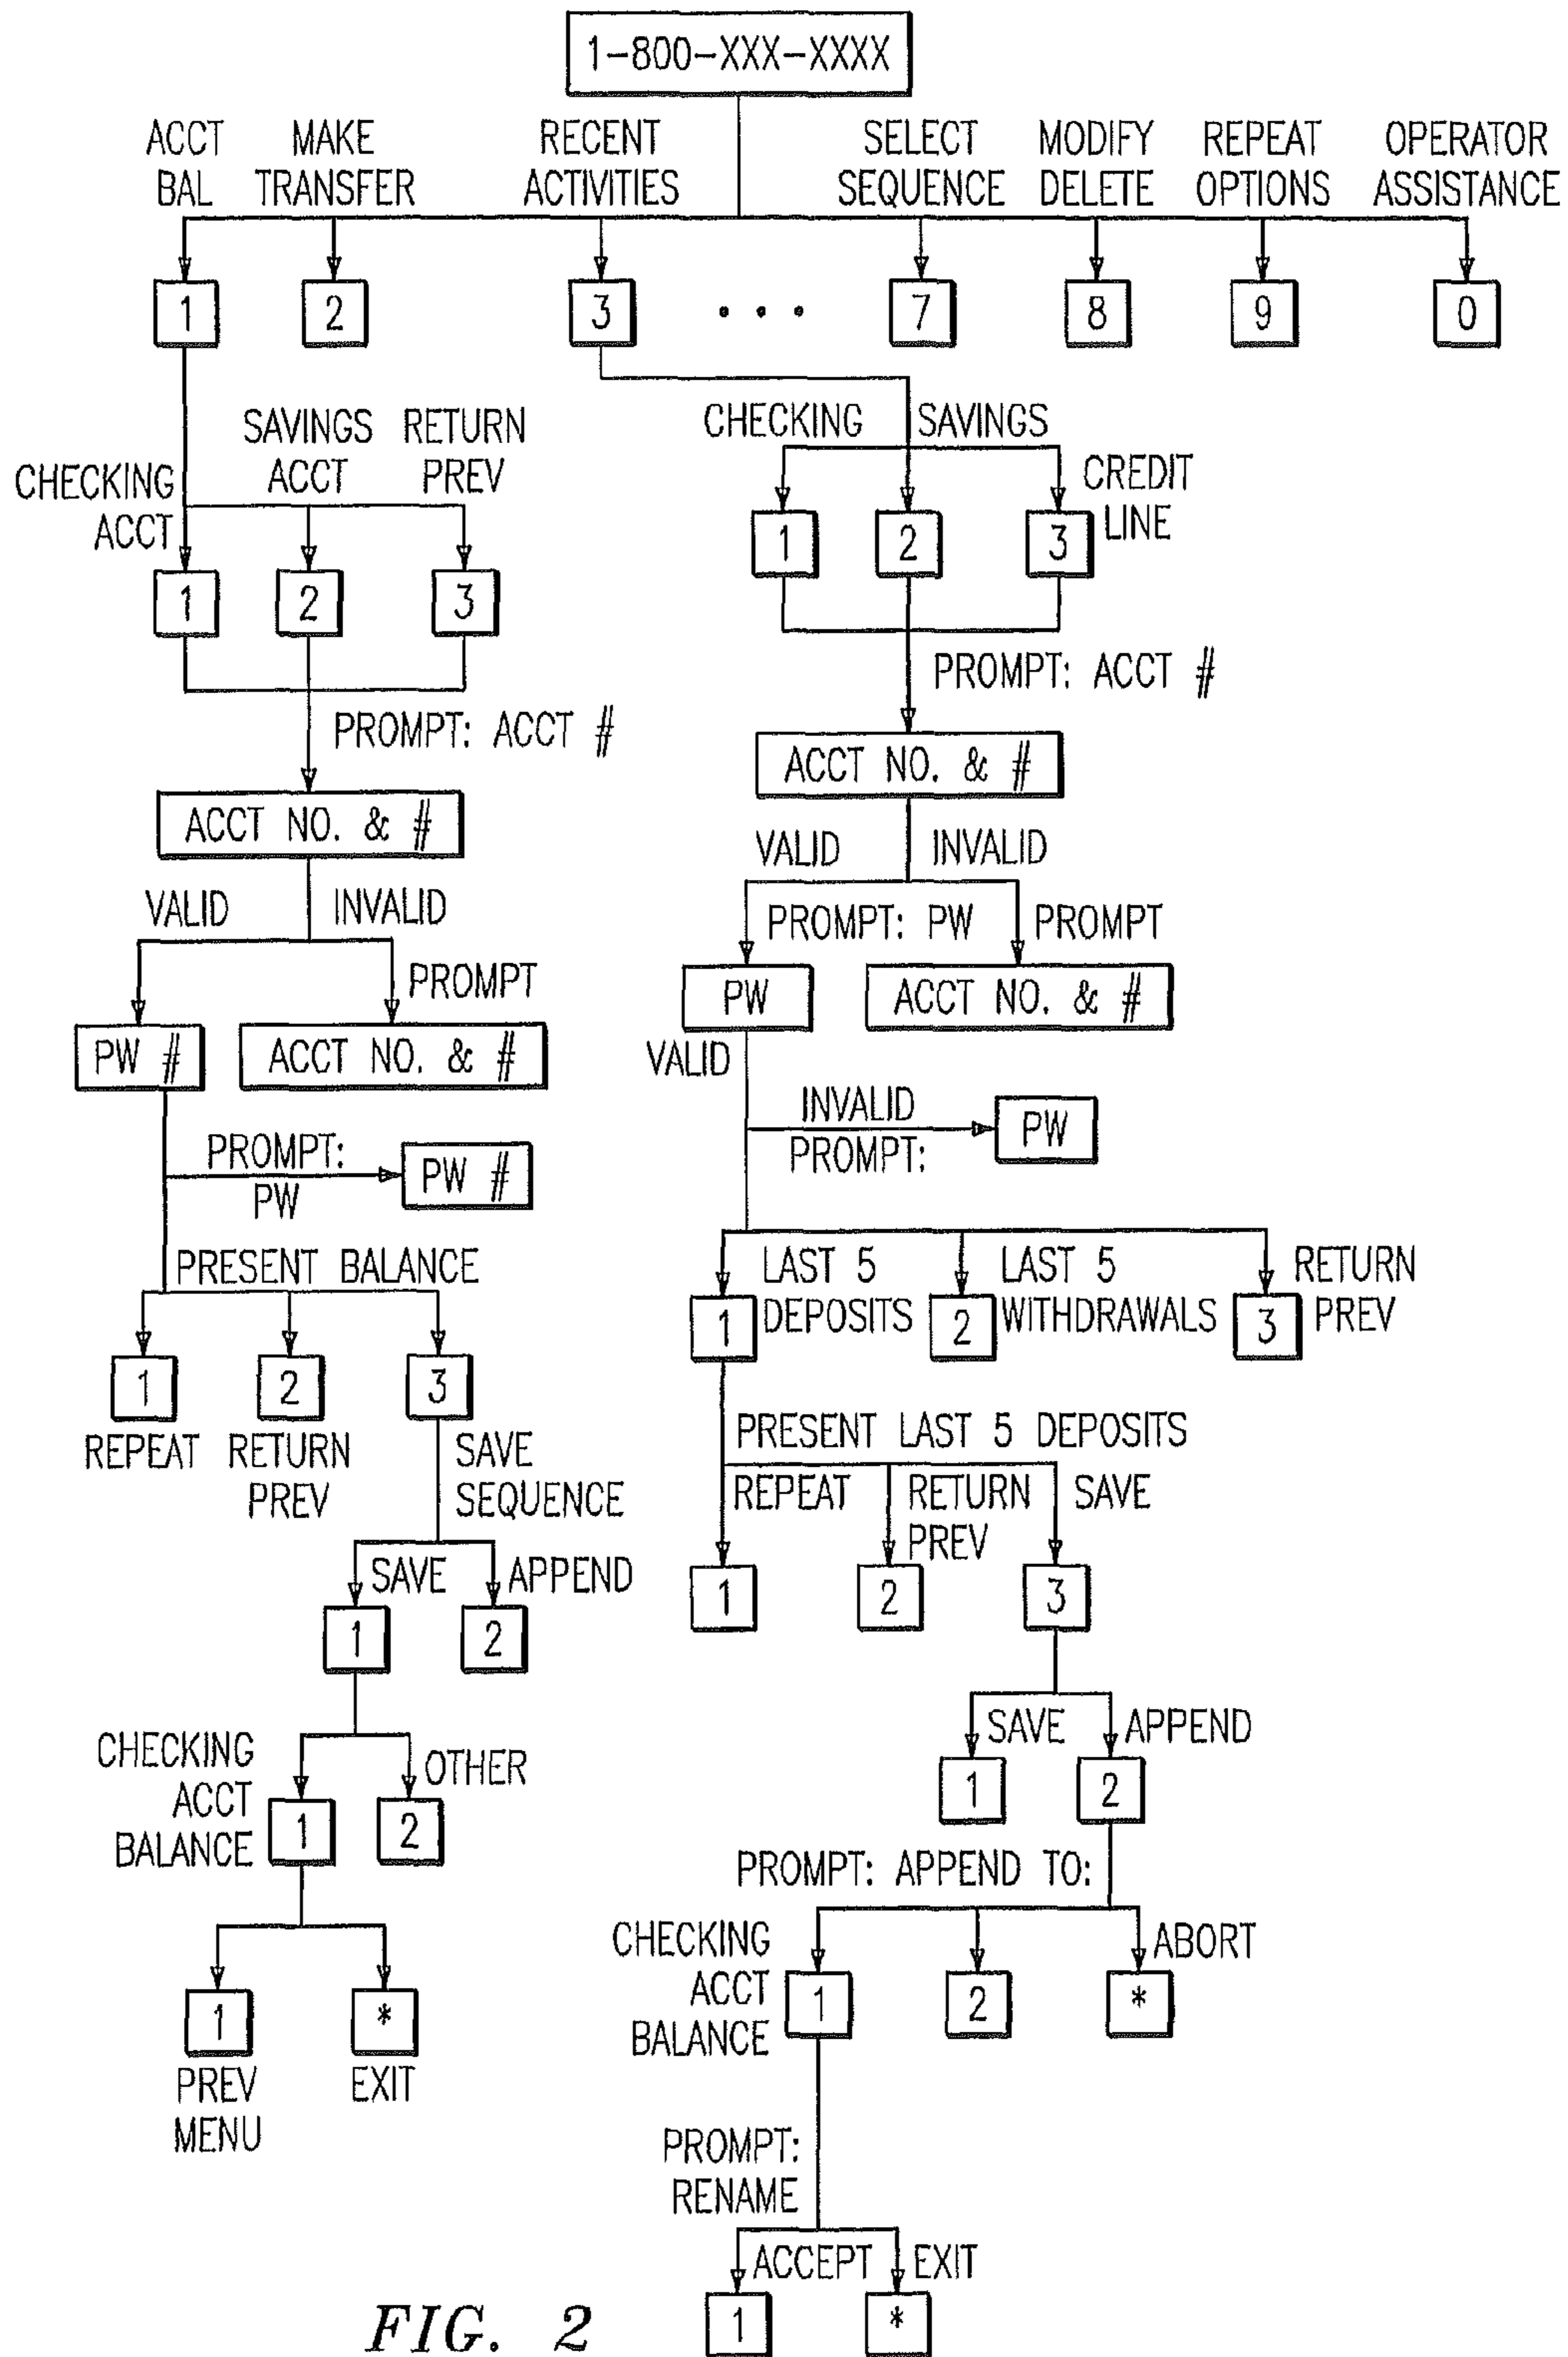 1-800-XXX-XXXX
ACCT BAL
MAKE TRANSFER
RECENT ACTIVITIES
SELECT SEQUENCE
MODIFY DELETE
REPEAT OPTIONS
OPERATOR ASSISTANCE
1
2
3
. . .
7
8
9
0
CHECKING ACCT
SAVINGS ACCT
RETURN PREV
1
2
3
PROMPT: ACCT #
ACCT NO. & #
VALID
INVALID
PROMPT
PW #
ACCT NO. & #
PROMPT:
PW
PW #
PRESENT BALANCE
1
2
3
REPEAT
RETURN PREV
SAVE SEQUENCE
SAVE
APPEND
1
2
CHECKING ACCT BALANCE
OTHER
1
2
1
*
PREV MENU
EXIT
CHECKING
SAVINGS
CREDIT LINE
1
2
3
PROMPT: ACCT #
ACCT NO. & #
VALID
INVALID
PROMPT: PW
PROMPT
PW
ACCT NO. & #
VALID
INVALID
PROMPT:
PW
LAST 5 DEPOSITS
LAST 5 WITHDRAWALS
RETURN PREV
1
2
3
PRESENT LAST 5 DEPOSITS
REPEAT
RETURN PREV
SAVE
1
2
3
SAVE
APPEND
1
2
PROMPT: APPEND TO:
CHECKING ACCT BALANCE
ABORT
1
2
*
PROMPT:
RENAME
ACCEPT
EXIT
1
*
FIG. 2